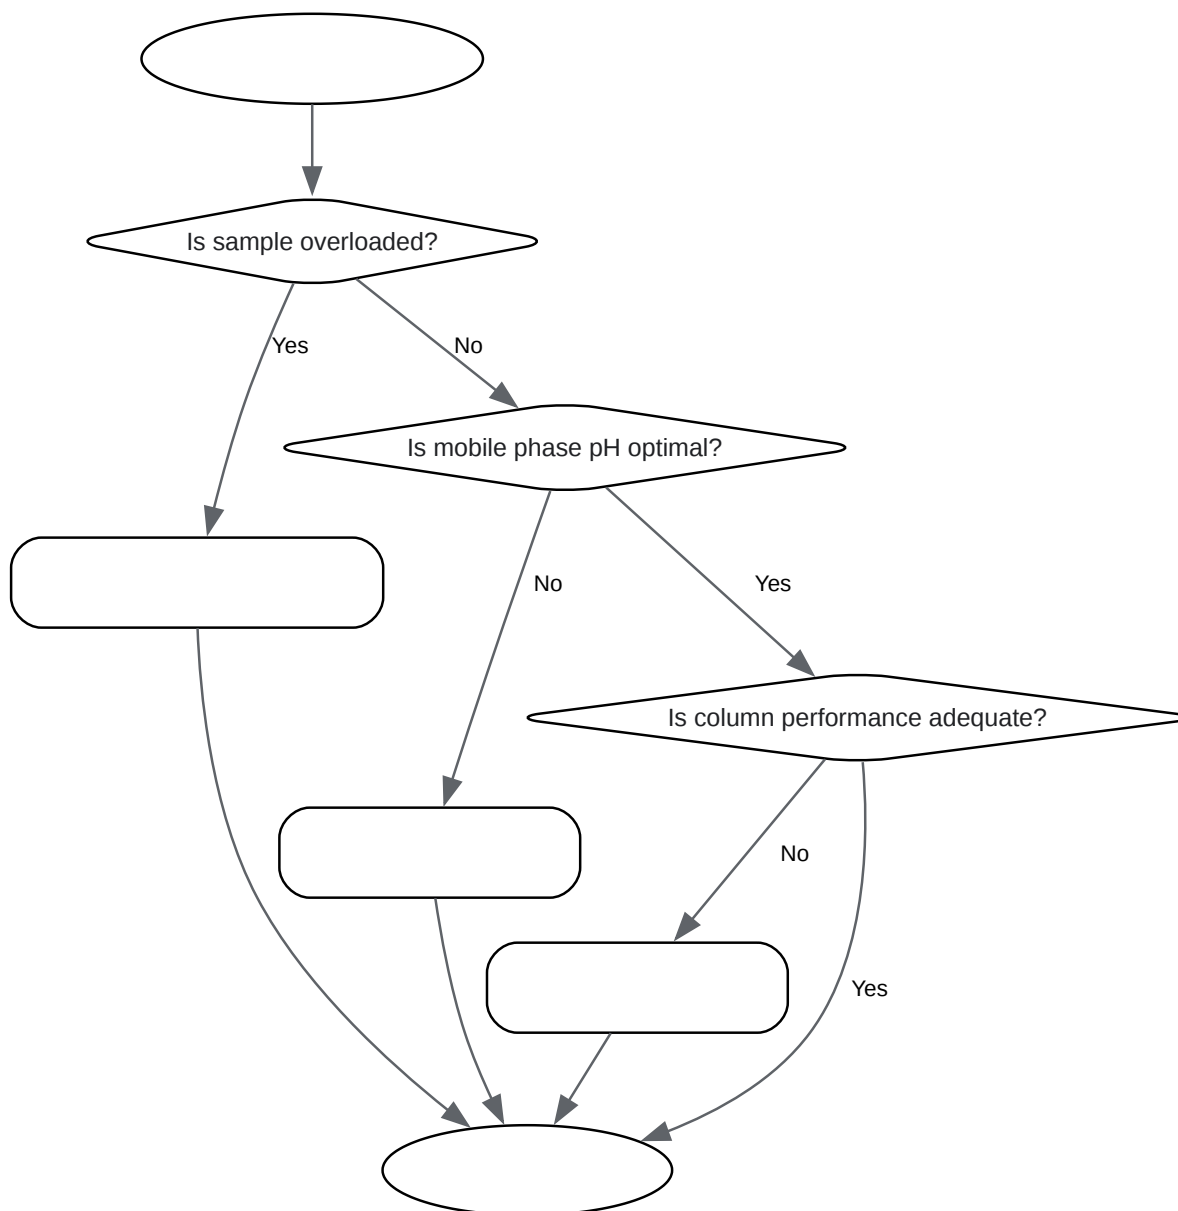 Is sample overloaded?
Yes
No
Is mobile phase pH optimal?
No
Yes
Is column performance adequate?
No
Yes